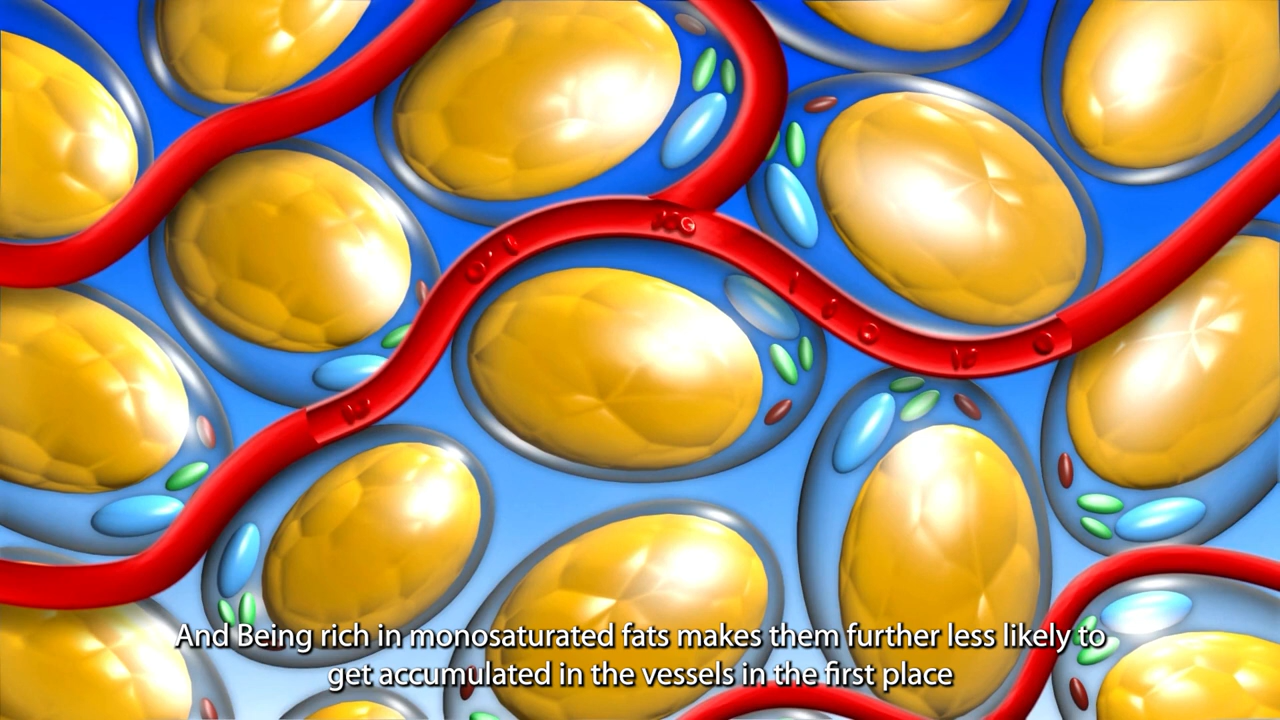 And Being rich in monosaturated fats makes them further less likely to
get accumulated in the vessels in the first place